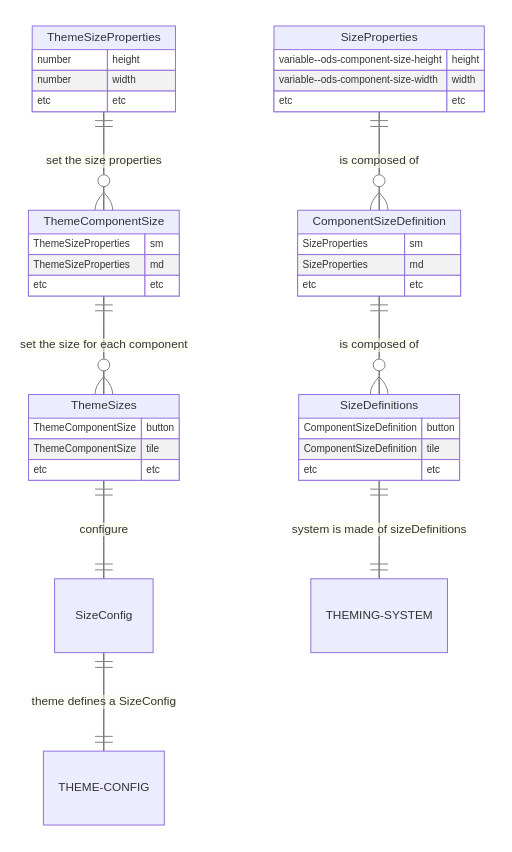 ThemeSizeProperties
number height
number width
etc etc
set the size properties
ThemeComponentSize
ThemeSizeProperties sm
ThemeSizeProperties md
etc etc
set the size for each component
ThemeSizes
ThemeComponentSize button
ThemeComponentSize tile
etc etc
configure
SizeConfig
theme defines a SizeConfig
THEME-CONFIG
SizeProperties
variable--ods-component-size-height height
variable--ods-component-size-width width
etc etc
is composed of
ComponentSizeDefinition
SizeProperties sm
SizeProperties md
etc etc
is composed of
SizeDefinitions
ComponentSizeDefinition button
ComponentSizeDefinition tile
etc etc
system is made of sizeDefinitions
THEMING-SYSTEM